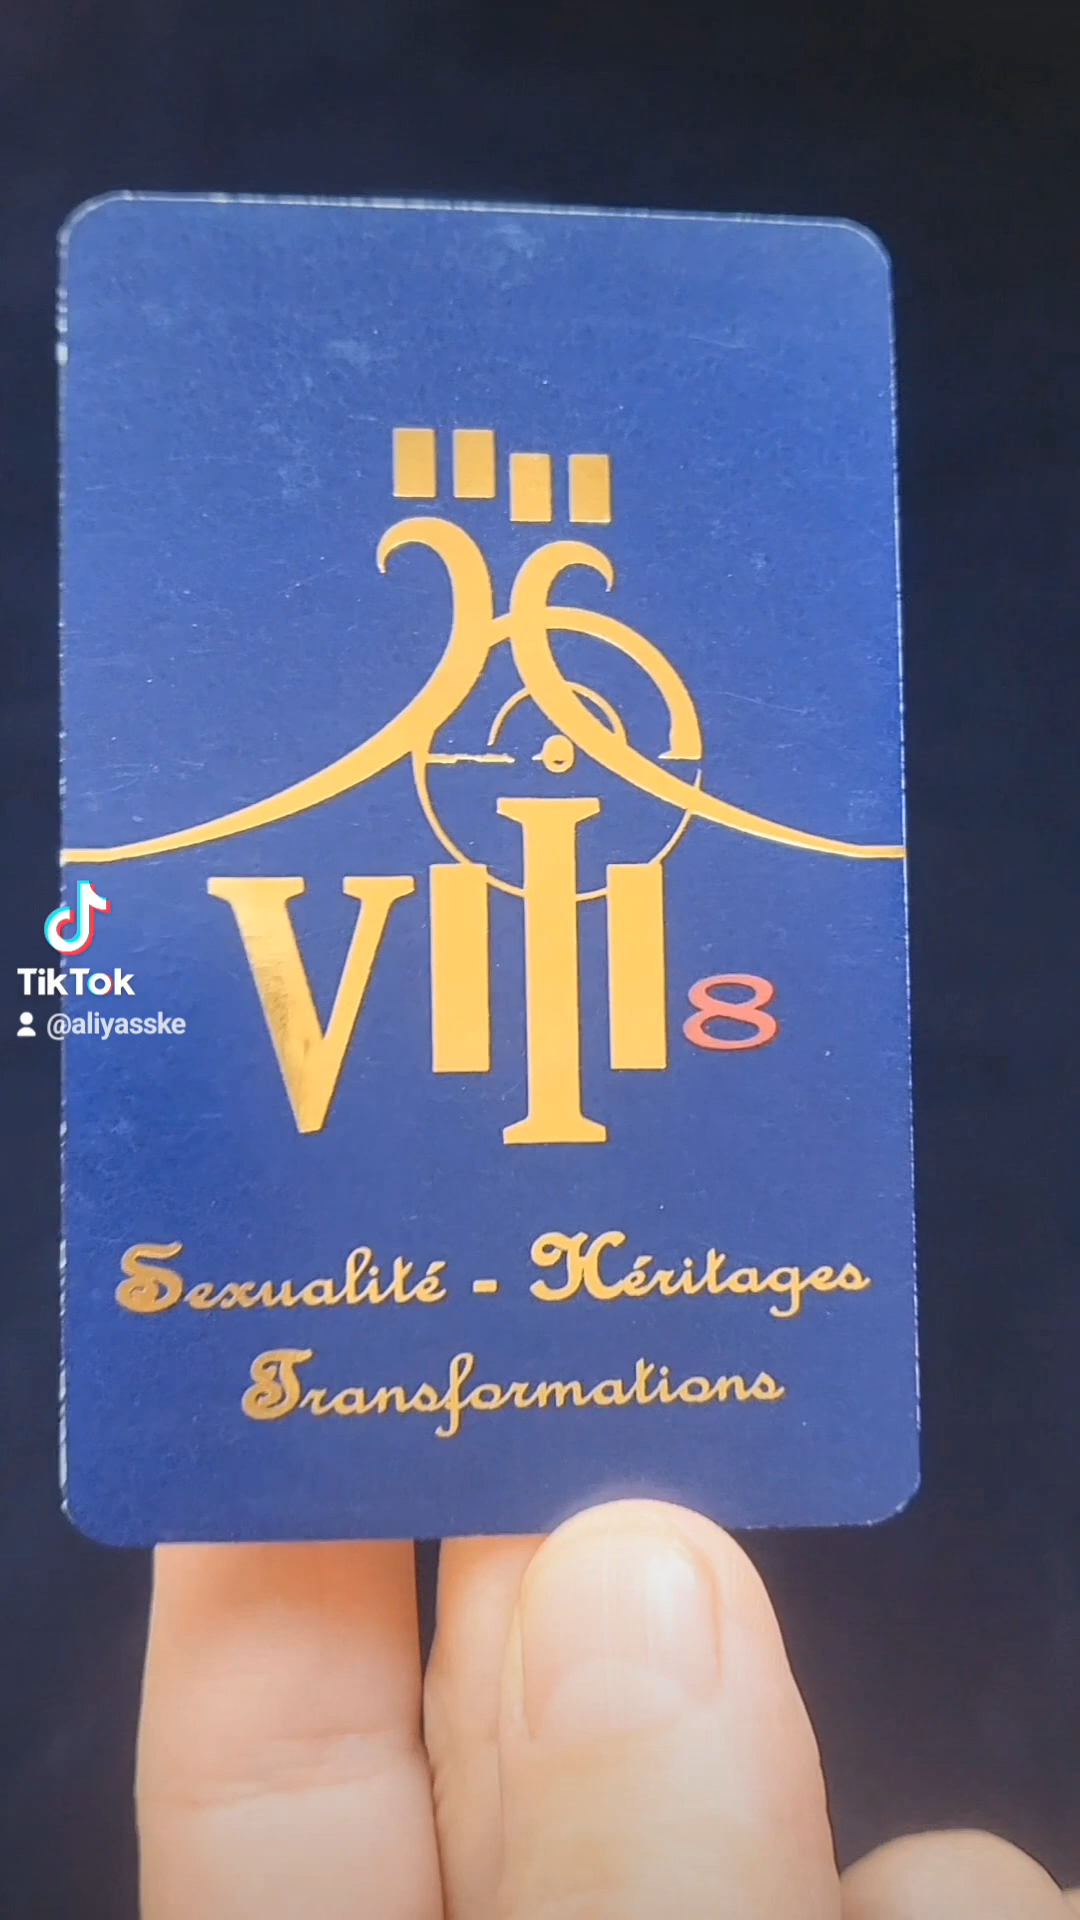 VIII 8
TikTok
@aliyasske
Sexualité - Héritages
Transformations